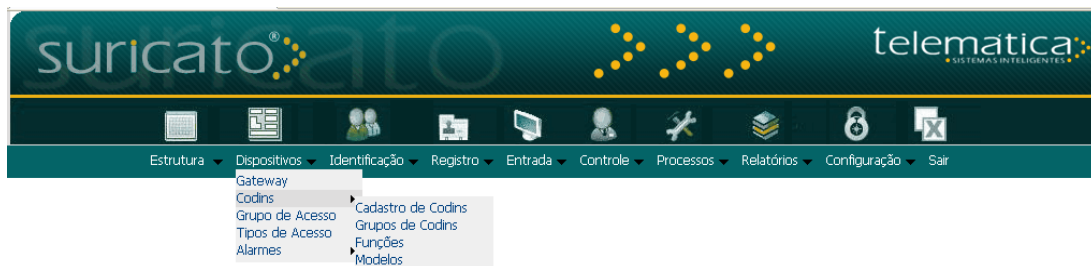 suricato®
telematica
SISTEMAS INTELIGENTES
Estrutura Dispositivos Identificação Registro Entrada Controle Processos Relatórios Configuração Sair
Gateway
Codins
Grupo de Acesso
Tipos de Acesso
Alarmes
Cadastro de Codins
Grupos de Codins
Funções
Modelos